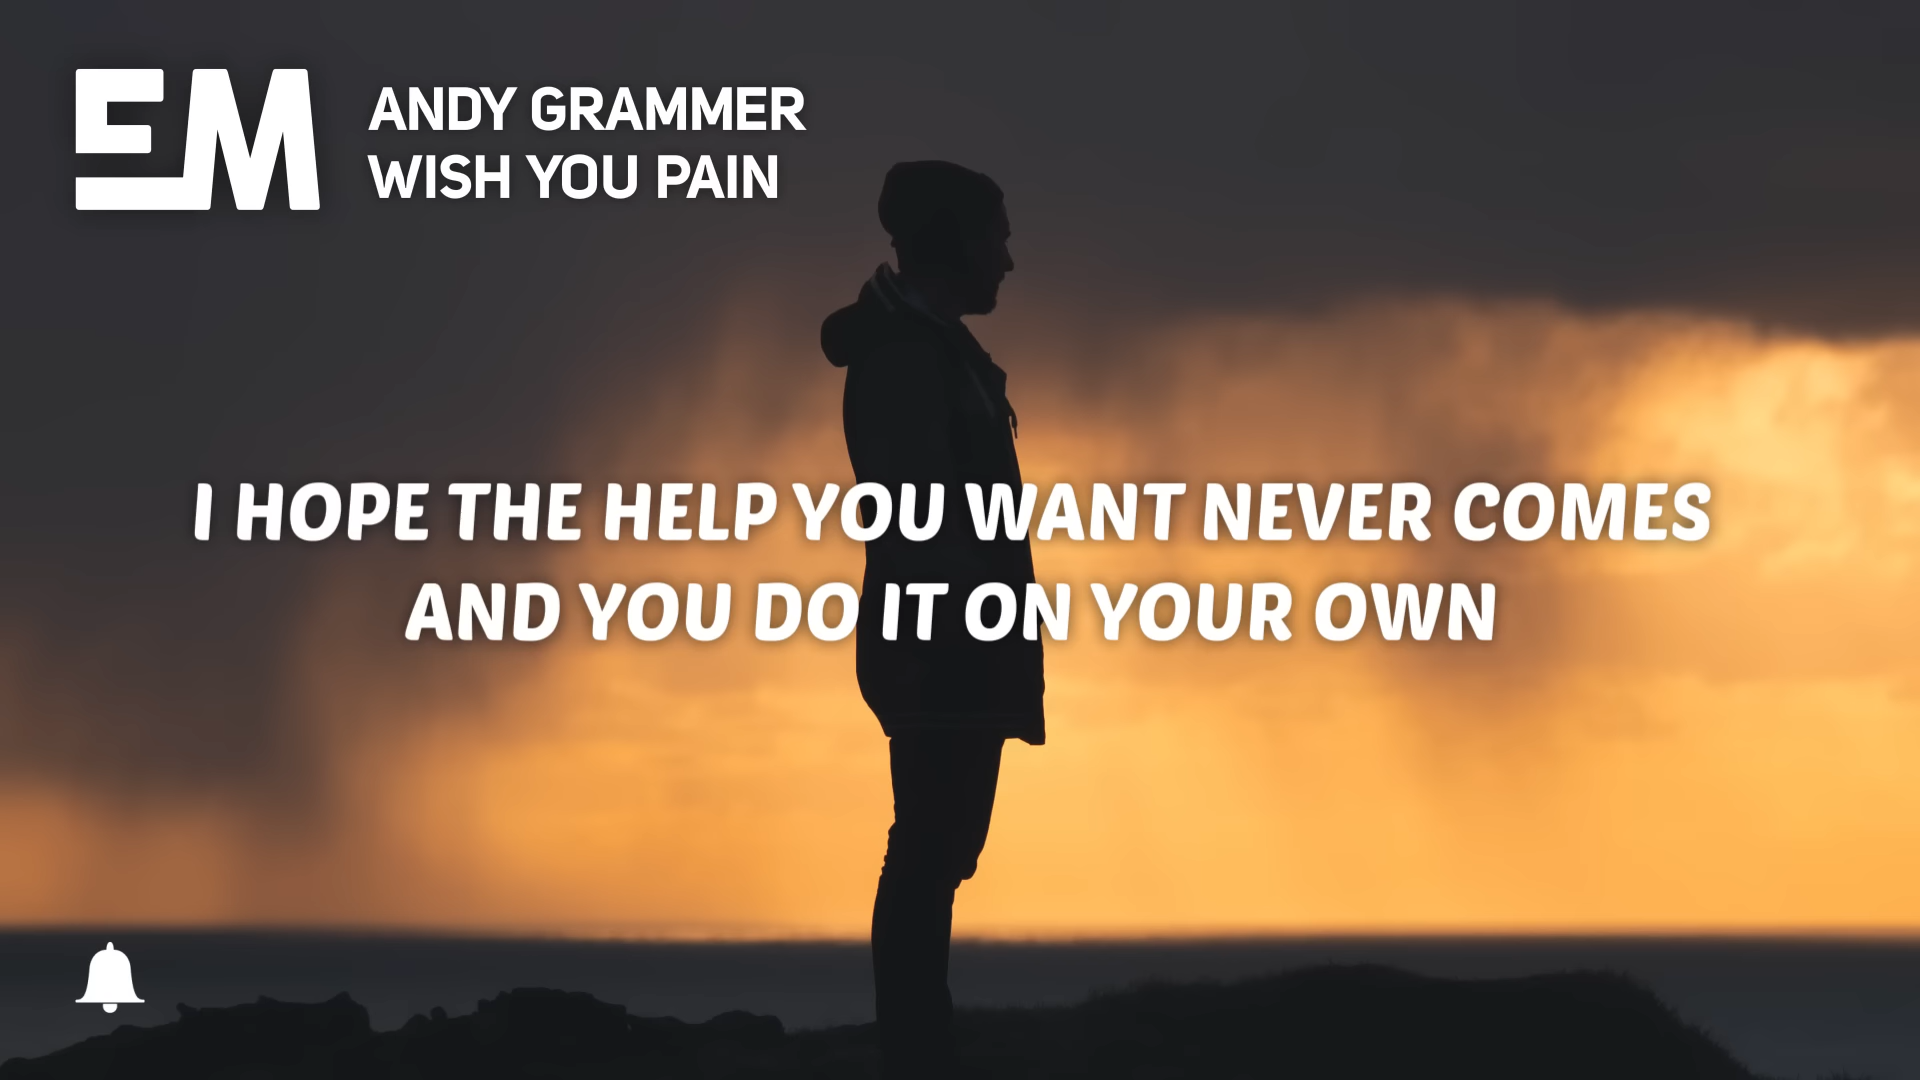 EM
ANDY GRAMMER
WISH YOU PAIN
I HOPE THE HELP YOU WANT NEVER COMES
AND YOU DO IT ON YOUR OWN